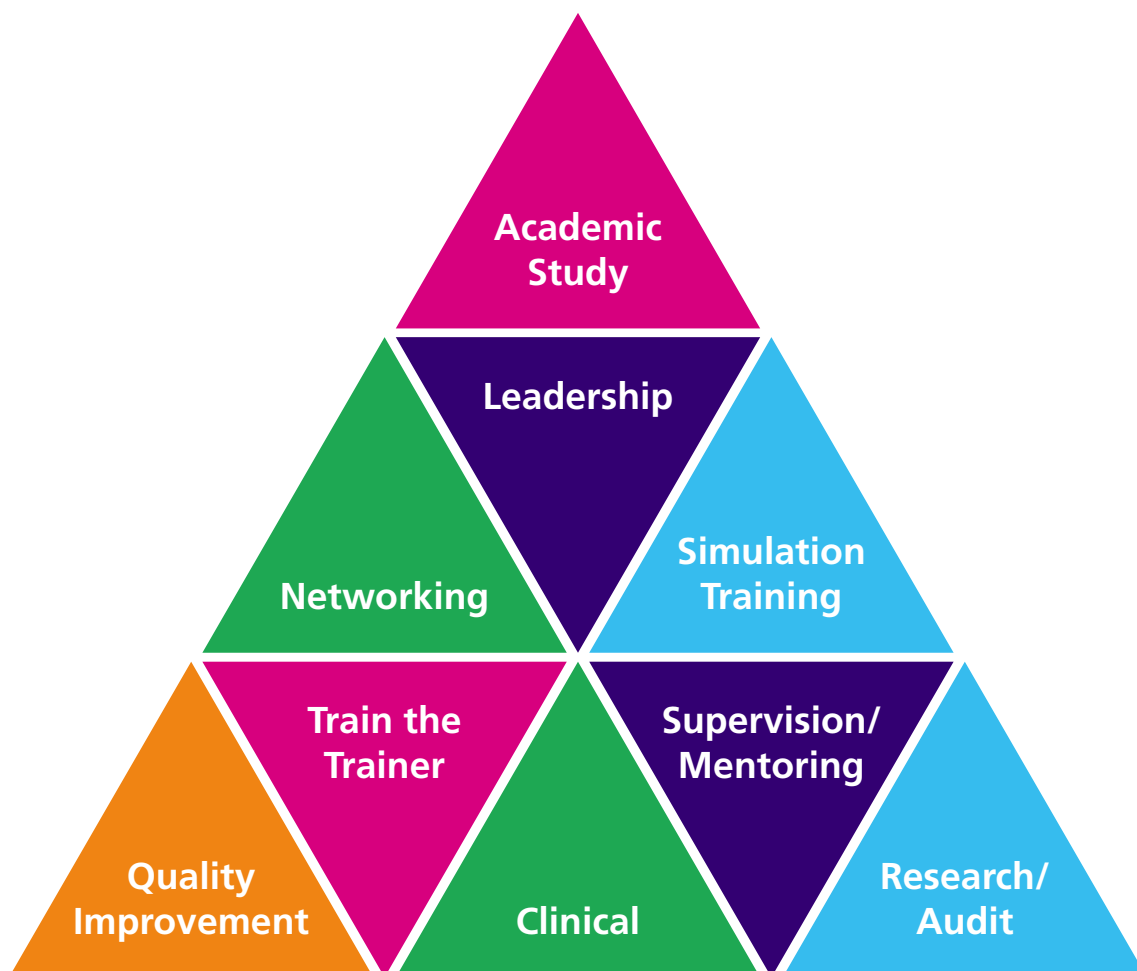 Academic
Study
Leadership
Networking
Simulation
Training
Train the
Trainer
Supervision/
Mentoring
Quality
Improvement
Clinical
Research/
Audit